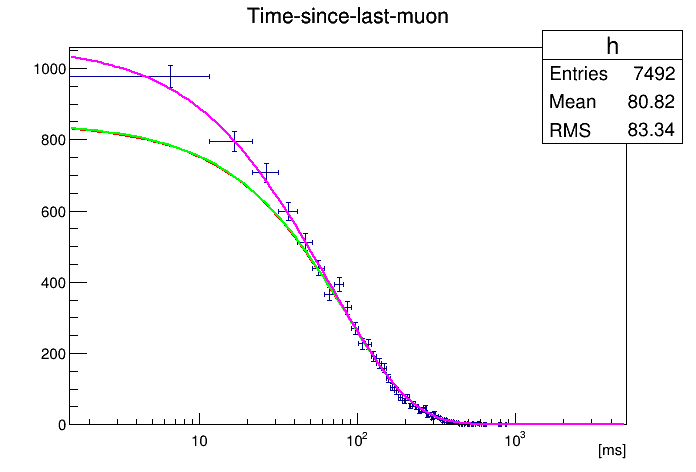 Time-since-last-muon
h
Entries 7492
Mean 80.82
RMS 83.34
1000
800
600
400
200
0
10
10²
10³
[ms]